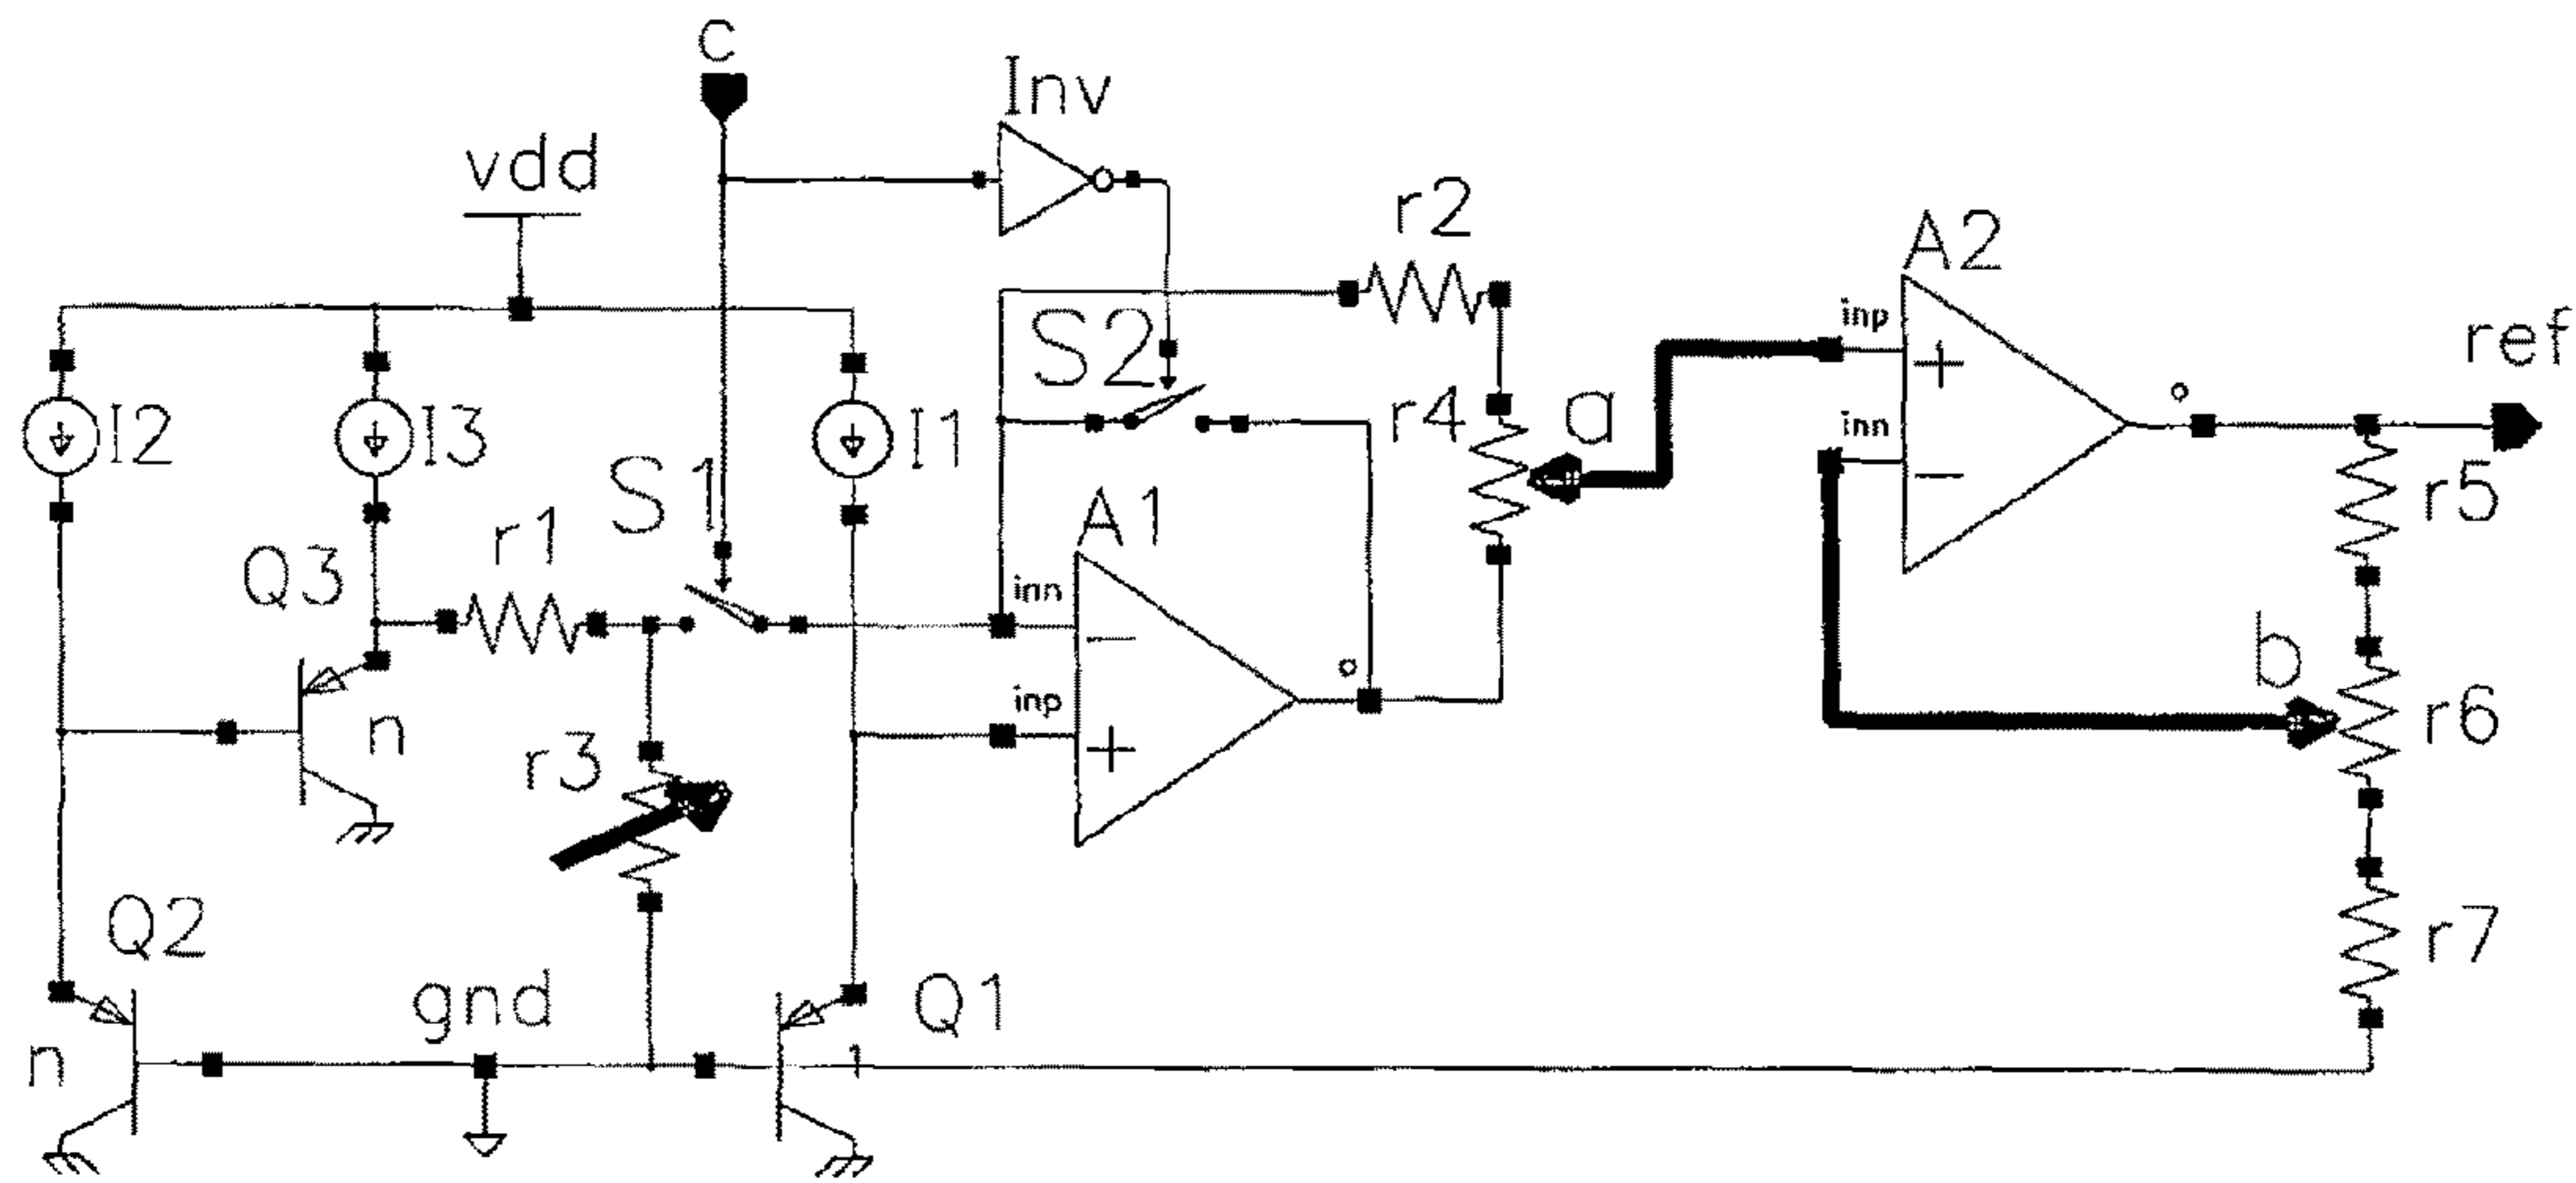 c
Inv
vdd
r2
A2
inp
+
ref
S2
r4
a
I2
I3
I1
inn
−
o
r5
S1
A1
Q3
r1
inn
−
b
o
n
r3
inp
+
r6
Q2
gnd
Q1
r7
n
1